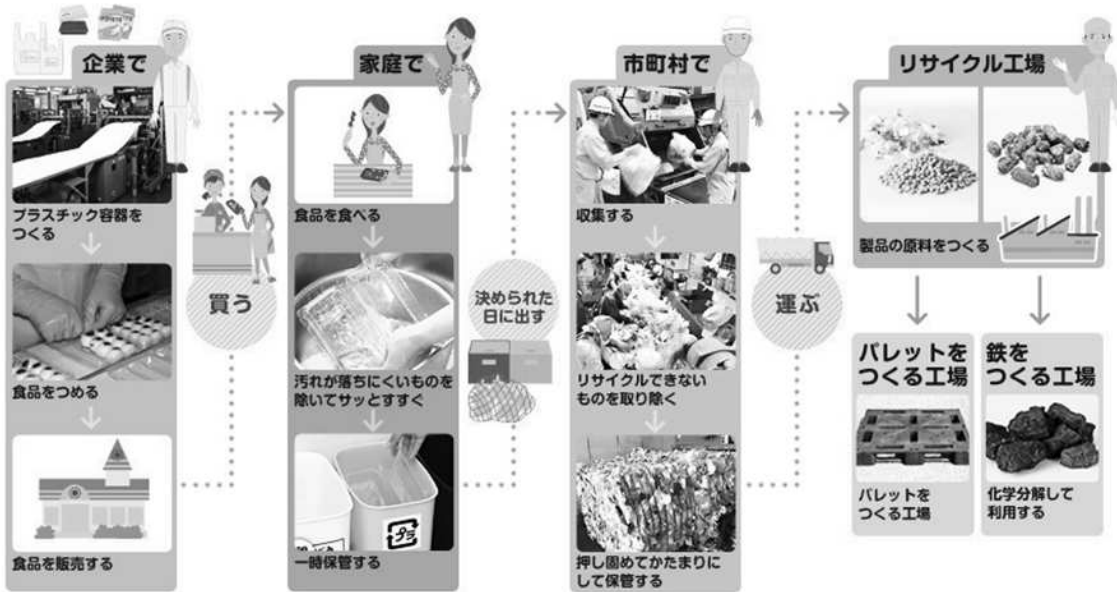 企業で
プラスチック容器を
つくる
食品をつめる
食品を販売する
買う
家庭で
食品を食べる
汚れが落ちにくいものを
除いてサッとすすぐ
プラ
一時保管する
決められた
日に出す
市町村で
収集する
リサイクルできない
ものを取り除く
押し固めてかたまりに
して保管する
運ぶ
リサイクル工場
製品の原料をつくる
パレットを
つくる工場
パレットを
つくる工場
鉄を
つくる工場
化学分解して
利用する